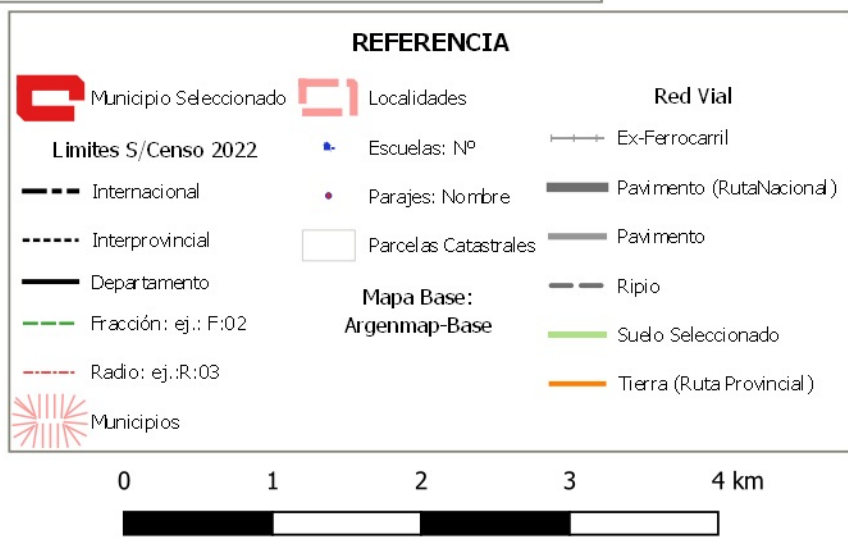 REFERENCIA
Municipio Seleccionado
Limites S/Censo 2022
Internacional
Interprovincial
Departamento
Fracción: ej.: F:02
Radio: ej.:R:03
Municipios
Localidades
Escuelas: Nº
Parajes: Nombre
Parcelas Catastrales
Mapa Base:
Argenmap-Base
Red Vial
Ex-Ferrocarril
Pavimento (RutaNacional)
Pavimento
Ripio
Suelo Seleccionado
Tierra (Ruta Provincial)
0 1 2 3 4 km